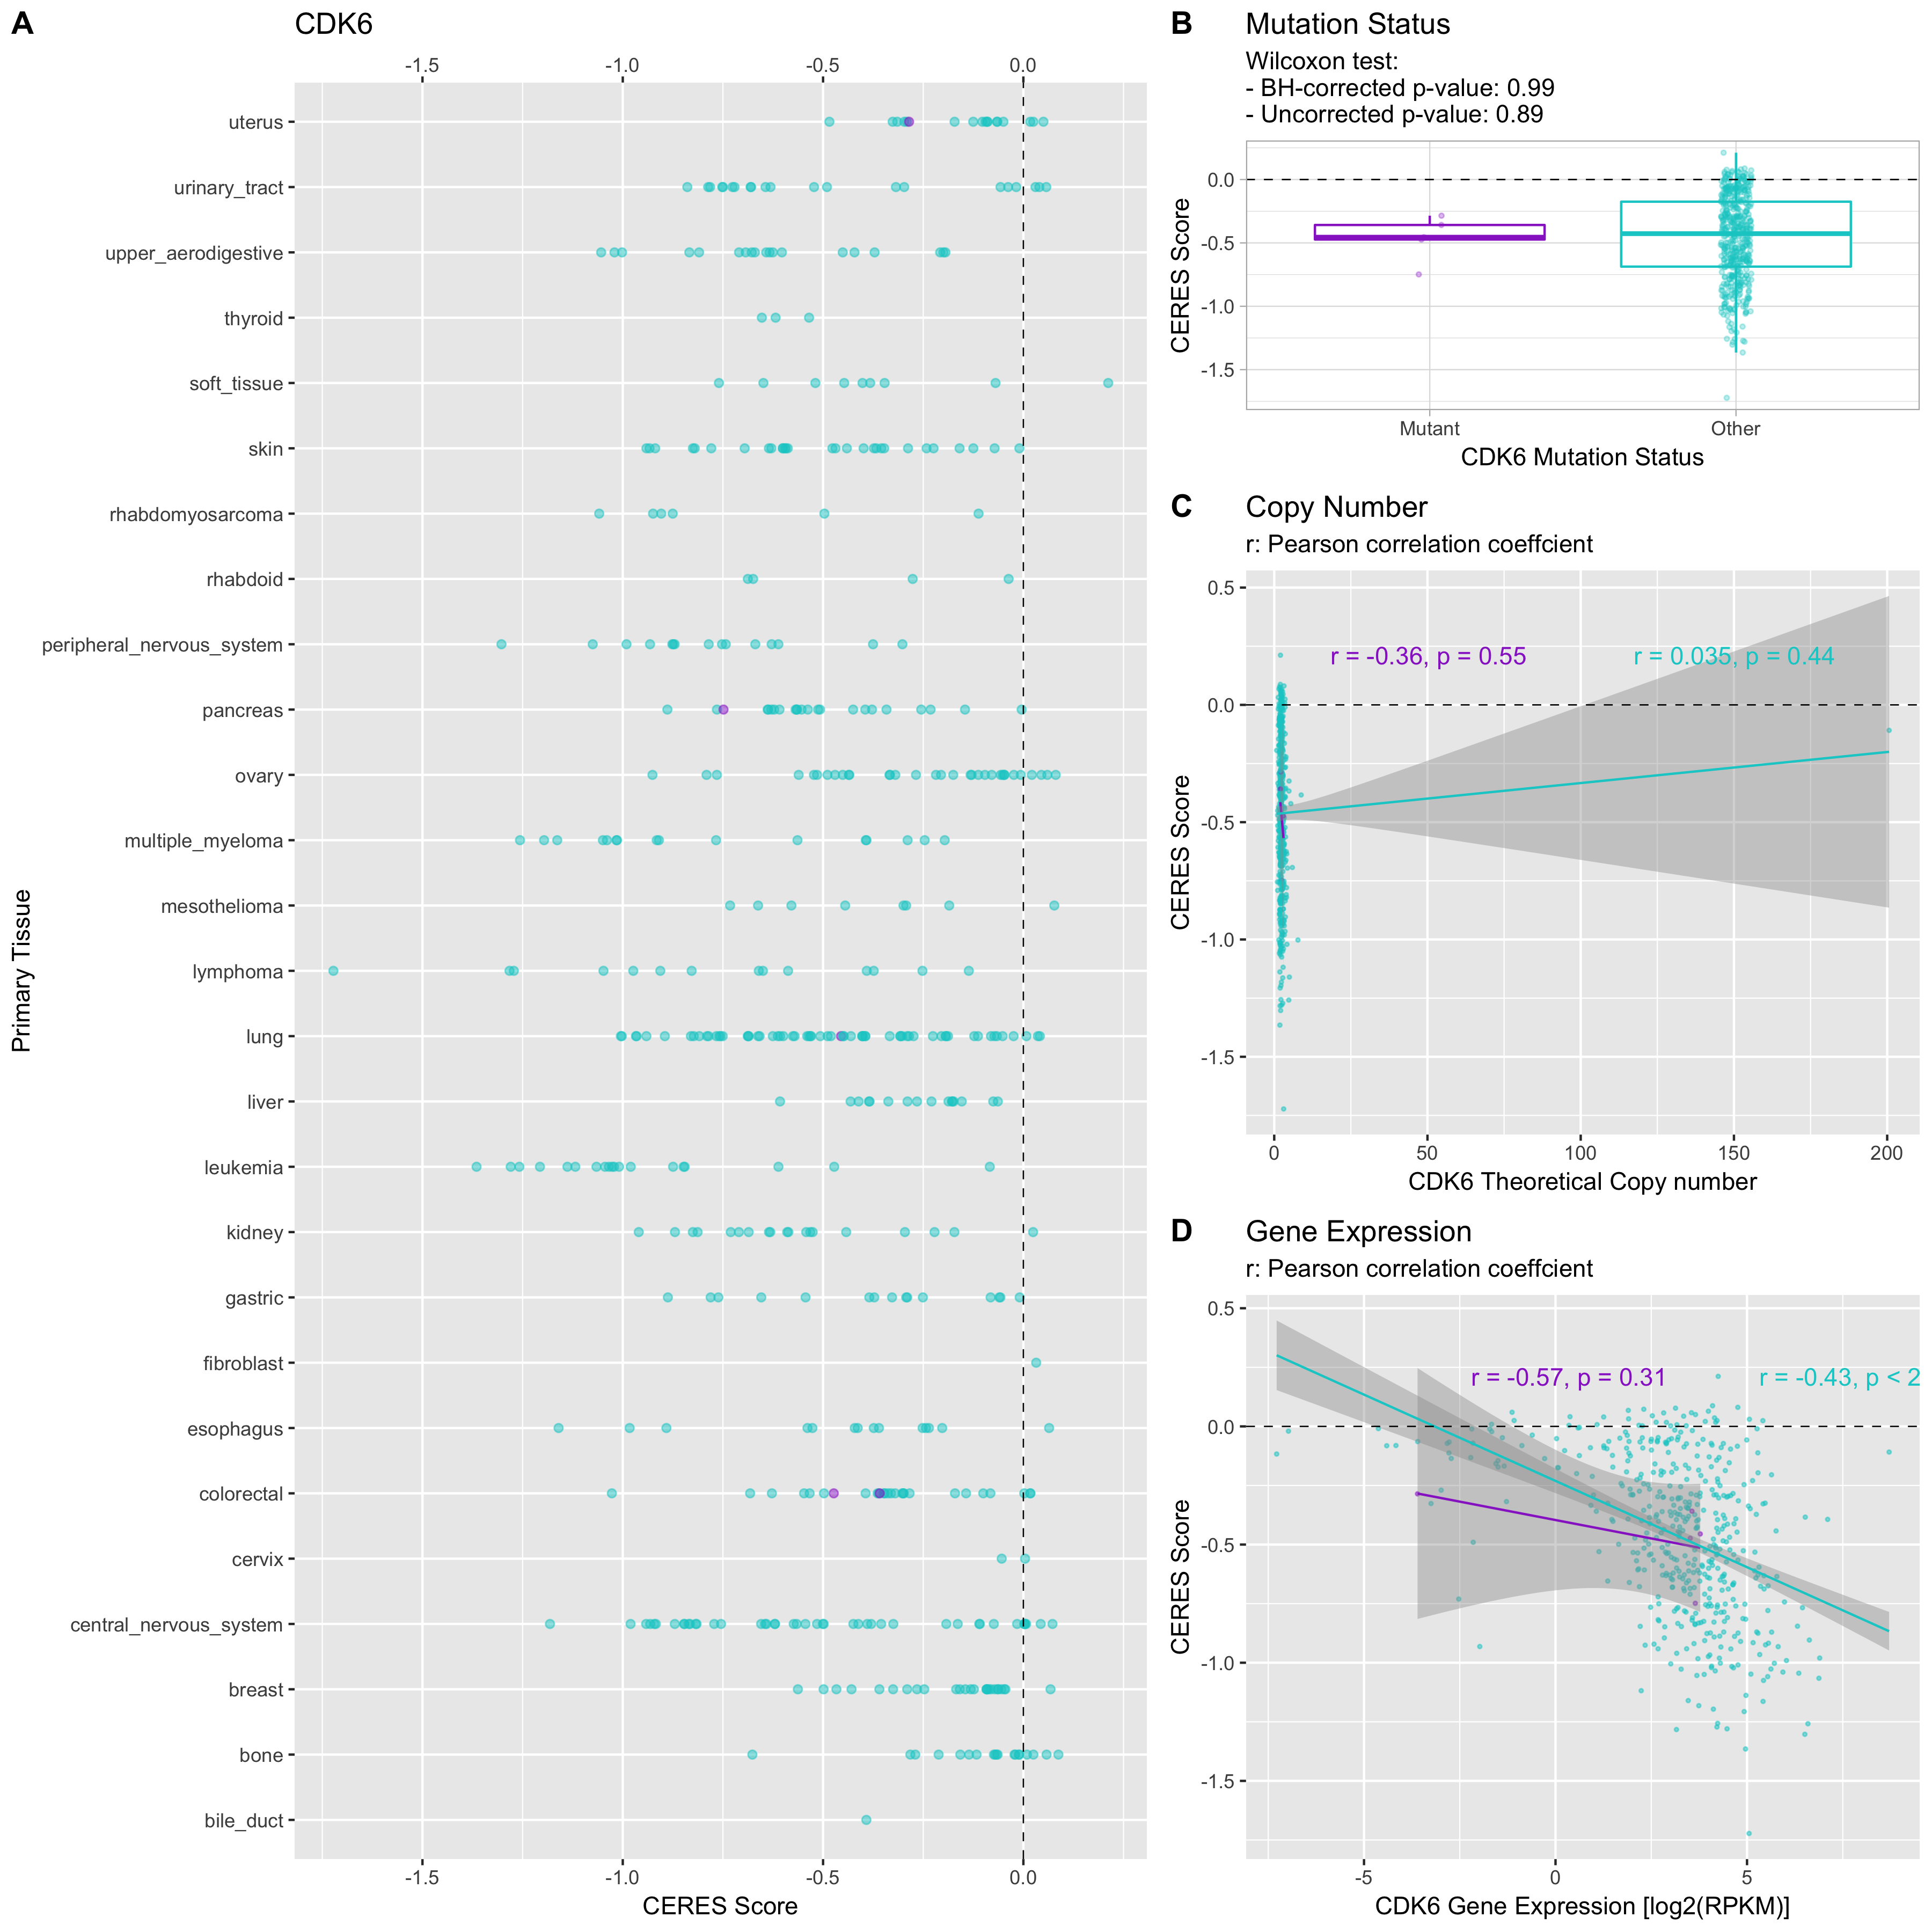 A
CDK6
-1.5 -1.0 -0.5 0.0
uterus
urinary_tract
upper_aerodigestive
thyroid
soft_tissue
skin
rhabdomyosarcoma
rhabdoid
peripheral_nervous_system
pancreas
ovary
multiple_myeloma
mesothelioma
lymphoma
lung
liver
leukemia
kidney
gastric
fibroblast
esophagus
colorectal
cervix
central_nervous_system
breast
bone
bile_duct
Primary Tissue
-1.5 -1.0 -0.5 0.0
CERES Score
B
Mutation Status
Wilcoxon test:
- BH-corrected p-value: 0.99
- Uncorrected p-value: 0.89
0.0
-0.5
-1.0
-1.5
CERES Score
Mutant Other
CDK6 Mutation Status
C
Copy Number
r: Pearson correlation coeffcient
r = -0.36, p = 0.55
r = 0.035, p = 0.44
0.5
0.0
-0.5
-1.0
-1.5
CERES Score
0 50 100 150 200
CDK6 Theoretical Copy number
D
Gene Expression
r: Pearson correlation coeffcient
r = -0.57, p = 0.31
r = -0.43, p < 2
0.5
0.0
-0.5
-1.0
-1.5
CERES Score
-5 0 5
CDK6 Gene Expression [log2(RPKM)]